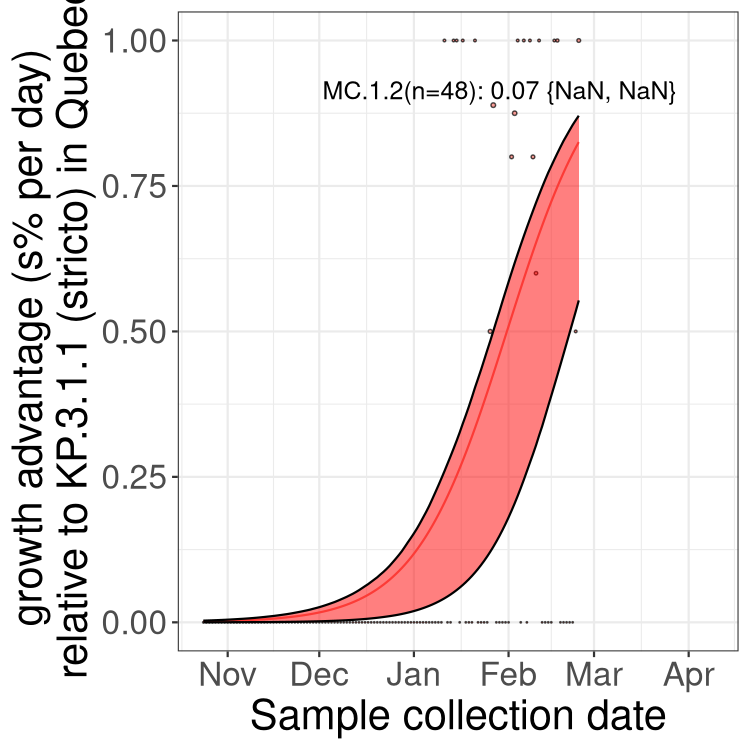 growth advantage (s% per day)
relative to KP.3.1.1 (stricto) in Quebec
1.00
0.75
0.50
0.25
0.00
MC.1.2(n=48): 0.07 {NaN, NaN}
Nov Dec Jan Feb Mar Apr
Sample collection date